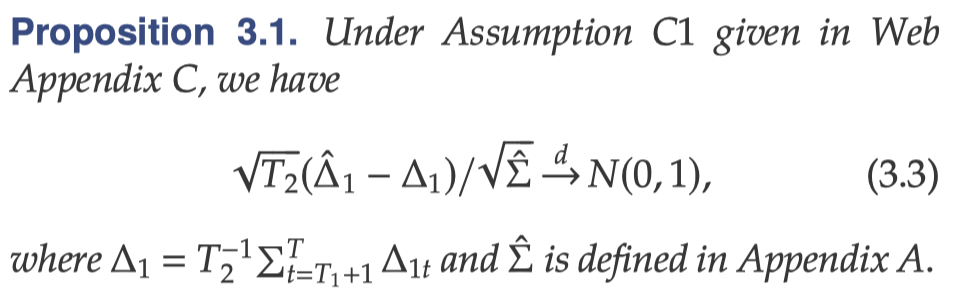 Proposition 3.1. Under Assumption C1 given in Web
Appendix C, we have
√T₂(Δ̂₁ − Δ₁)/√Σ̂ →ᵈ N(0, 1), (3.3)
where Δ₁ = T₂⁻¹ Σᵀₜ₌T₁₊₁ Δ₁ₜ and Σ̂ is defined in Appendix A.